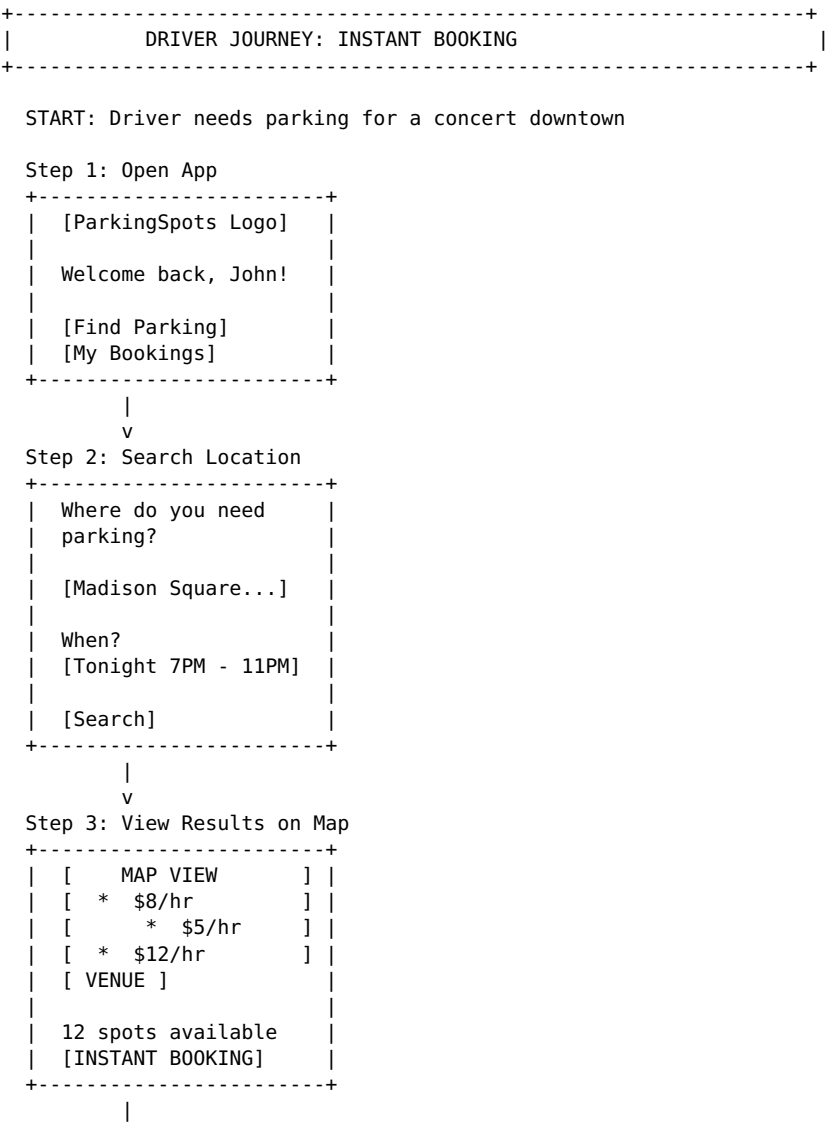 +------------------------------------------------------------------+
|           DRIVER JOURNEY: INSTANT BOOKING                         |
+------------------------------------------------------------------+

  START: Driver needs parking for a concert downtown

  Step 1: Open App
  +------------------------+
  |  [ParkingSpots Logo]   |
  |                        |
  |  Welcome back, John!   |
  |                        |
  |  [Find Parking]        |
  |  [My Bookings]         |
  +------------------------+
          |
          v
  Step 2: Search Location
  +------------------------+
  |  Where do you need     |
  |  parking?              |
  |                        |
  |  [Madison Square...]   |
  |                        |
  |  When?                 |
  |  [Tonight 7PM - 11PM]  |
  |                        |
  |  [Search]              |
  +------------------------+
          |
          v
  Step 3: View Results on Map
  +------------------------+
  |  [    MAP VIEW       ] |
  |  [  *  $8/hr         ] |
  |  [      *  $5/hr     ] |
  |  [  *  $12/hr        ] |
  |  [ VENUE ]             |
  |                        |
  |  12 spots available    |
  |  [INSTANT BOOKING]     |
  +------------------------+
          |